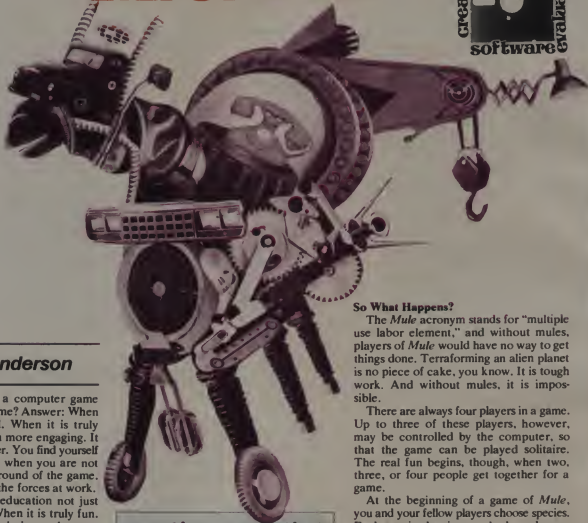 crea
software
evalua
nderson
a computer game
me? Answer: When
When it is truly
more engaging. It
er. You find yourself
when you are not
round of the game.
the forces at work.
education not just
When it is truly fun.
So What Happens?
The Mule acronym stands for "multiple
use labor element," and without mules,
players of Mule would have no way to get
things done. Terraforming an alien planet
is no piece of cake, you know. It is tough
work. And without mules, it is impos-
sible.
There are always four players in a game.
Up to three of these players, however,
may be controlled by the computer, so
that the game can be played solitaire.
The real fun begins, though, when two,
three, or four people get together for a
game.
At the beginning of a game of Mule,
you and your fellow players choose species.